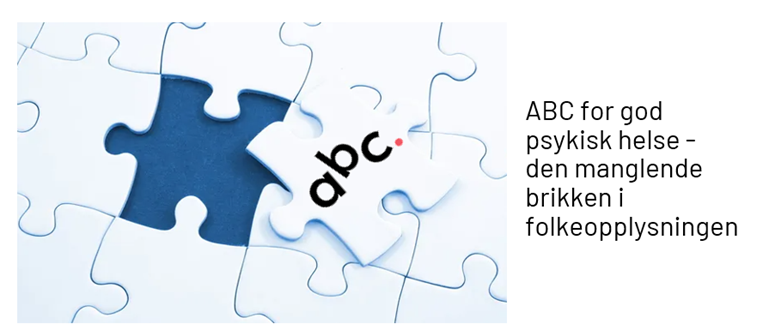 abc.
ABC for god
psykisk helse -
den manglende
brikken i
folkeopplysningen